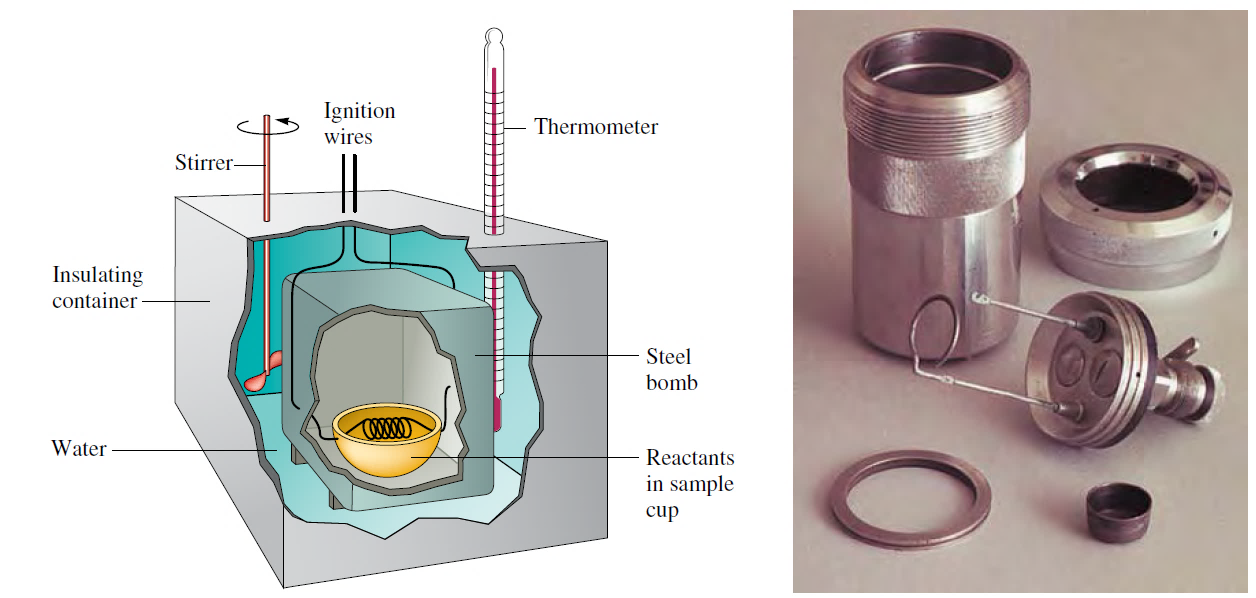 Ignition
wires
Thermometer
Stirrer
Insulating
container
Steel
bomb
Water
Reactants
in sample
cup